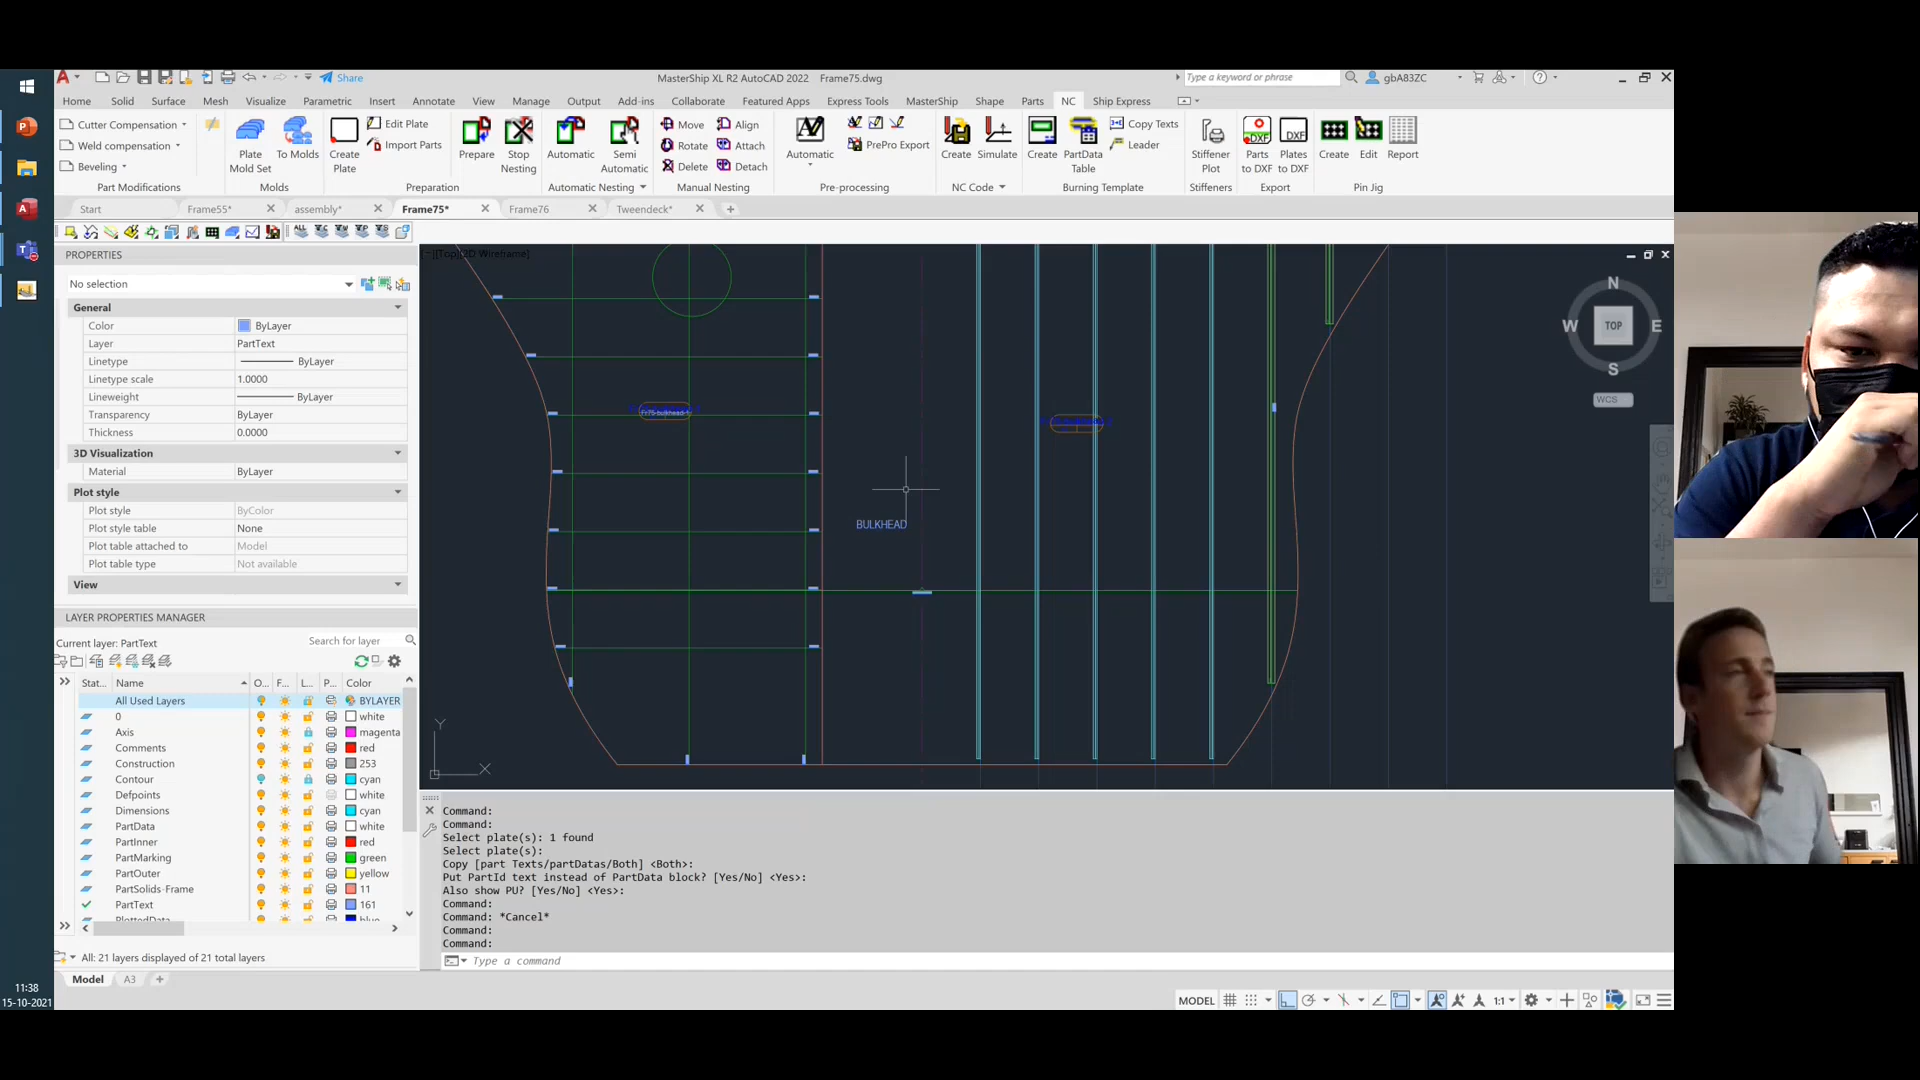 Share
MasterShip XL R2 AutoCAD 2022 Frame75.dwg
Type a keyword or phrase
gbA83ZC
Home Solid Surface Mesh Visualize Parametric Insert Annotate View Manage Output Add-ins Collaborate Featured Apps Express Tools MasterShip Shape Parts NC Ship Express
Cutter Compensation
Weld compensation
Beveling
Part Modifications
Plate Mold Set
To Molds
Molds
Create Plate
Edit Plate
Import Parts
Prepare
Stop Nesting
Preparation
Automatic
Semi Automatic
Automatic Nesting
Move
Rotate
Delete
Align
Attach
Detach
Manual Nesting
Automatic
PrePro Export
Pre-processing
Create
Simulate
NC Code
Create
PartData Table
Copy Texts
Leader
Burning Template
Stiffener Plot
Stiffeners
Parts to DXF
Plates to DXF
Export
Create
Edit
Report
Pin Jig
Start
Frame55*
assembly*
Frame75*
Frame76
Tweendeck*
PROPERTIES
No selection
General
Color ByLayer
Layer PartText
Linetype ByLayer
Linetype scale 1.0000
Lineweight ByLayer
Transparency ByLayer
Thickness 0.0000
3D Visualization
Material ByLayer
Plot style
Plot style ByColor
Plot style table None
Plot table attached to Model
Plot table type Not available
View
LAYER PROPERTIES MANAGER
Current layer: PartText
Search for layer
Stat... Name O... F... L... P... Color
All Used Layers BYLAYER
0 white
Axis magenta
Comments red
Construction 253
Contour cyan
Defpoints white
Dimensions cyan
PartData white
PartInner red
PartMarking green
PartOuter yellow
PartSolids-Frame 11
PartText 161
PlottedData blue
All: 21 layers displayed of 21 total layers
Model
A3
[Top][2D Wireframe]
Fr75-bulkhead-1
BULKHEAD
Y
X
N
W TOP E
S
WCS
Command:
Command:
Select plate(s): 1 found
Select plate(s):
Copy [part Texts/partDatas/Both] <Both>:
Put PartId text instead of PartData block? [Yes/No] <Yes>:
Also show PU? [Yes/No] <Yes>:
Command:
Command: *Cancel*
Command:
Command:
Type a command
MODEL
1:1
11:38
15-10-2021